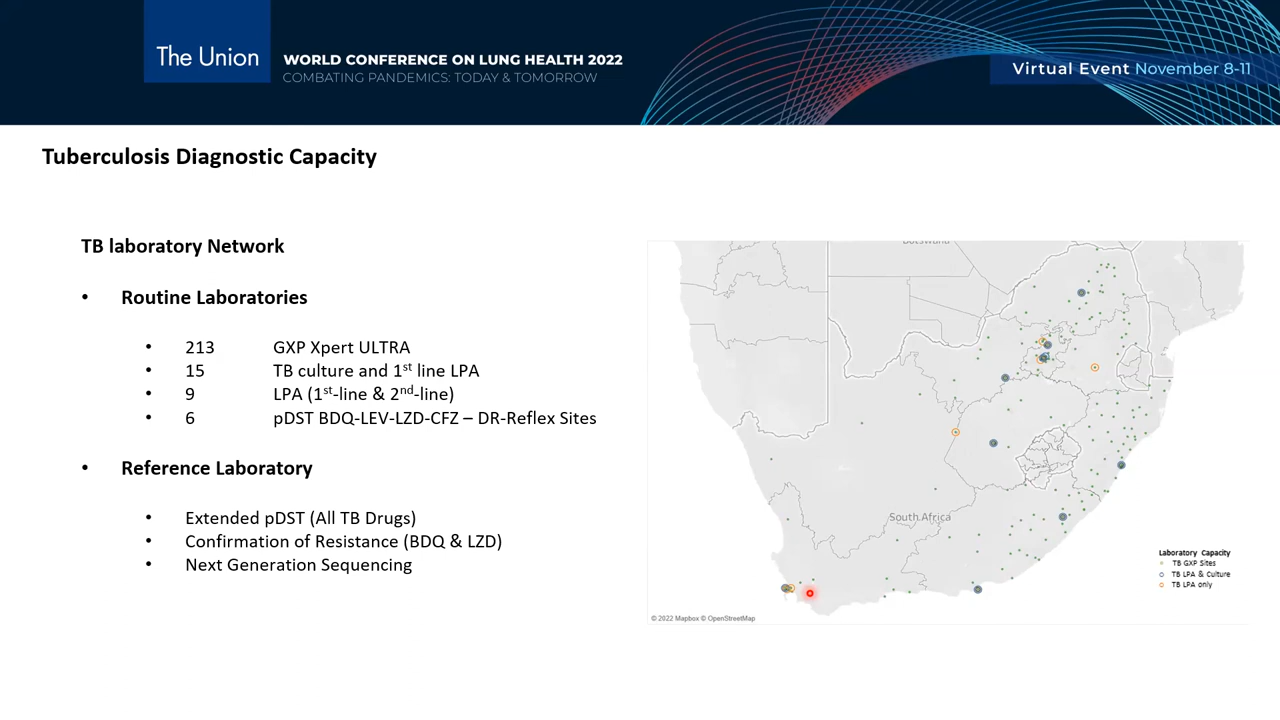 The Union
WORLD CONFERENCE ON LUNG HEALTH 2022
COMBATING PANDEMICS: TODAY & TOMORROW
Virtual Event November 8-11
Tuberculosis Diagnostic Capacity
TB laboratory Network
• Routine Laboratories
• 213 GXP Xpert ULTRA
• 15 TB culture and 1st line LPA
• 9 LPA (1st-line & 2nd-line)
• 6 pDST BDQ-LEV-LZD-CFZ – DR-Reflex Sites
• Reference Laboratory
• Extended pDST (All TB Drugs)
• Confirmation of Resistance (BDQ & LZD)
• Next Generation Sequencing
Botswana
South Africa
Laboratory Capacity
TB GXP Sites
TB LPA & Culture
TB LPA only
© 2022 Mapbox © OpenStreetMap